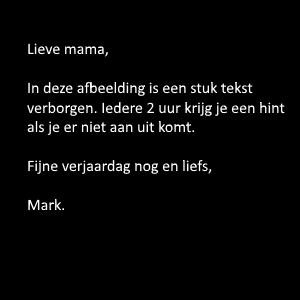 Lieve mama,
In deze afbeelding is een stuk tekst
verborgen. Iedere 2 uur krijg je een hint
als je er niet aan uit komt.
Fijne verjaardag nog en liefs,
Mark.